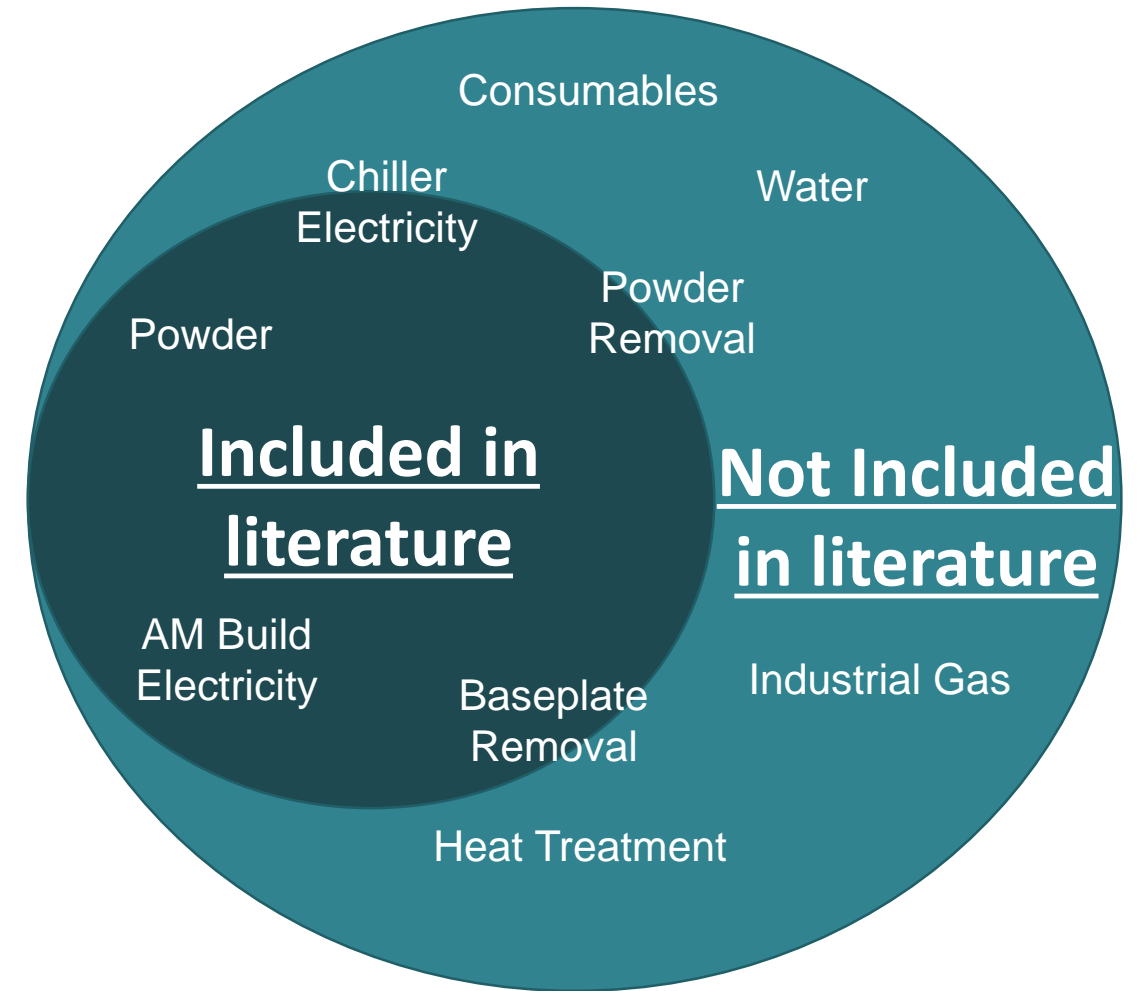 Consumables
Chiller
Electricity
Water
Powder
Removal
Powder
Included in
literature
Not Included
in literature
AM Build
Electricity
Baseplate
Removal
Industrial Gas
Heat Treatment